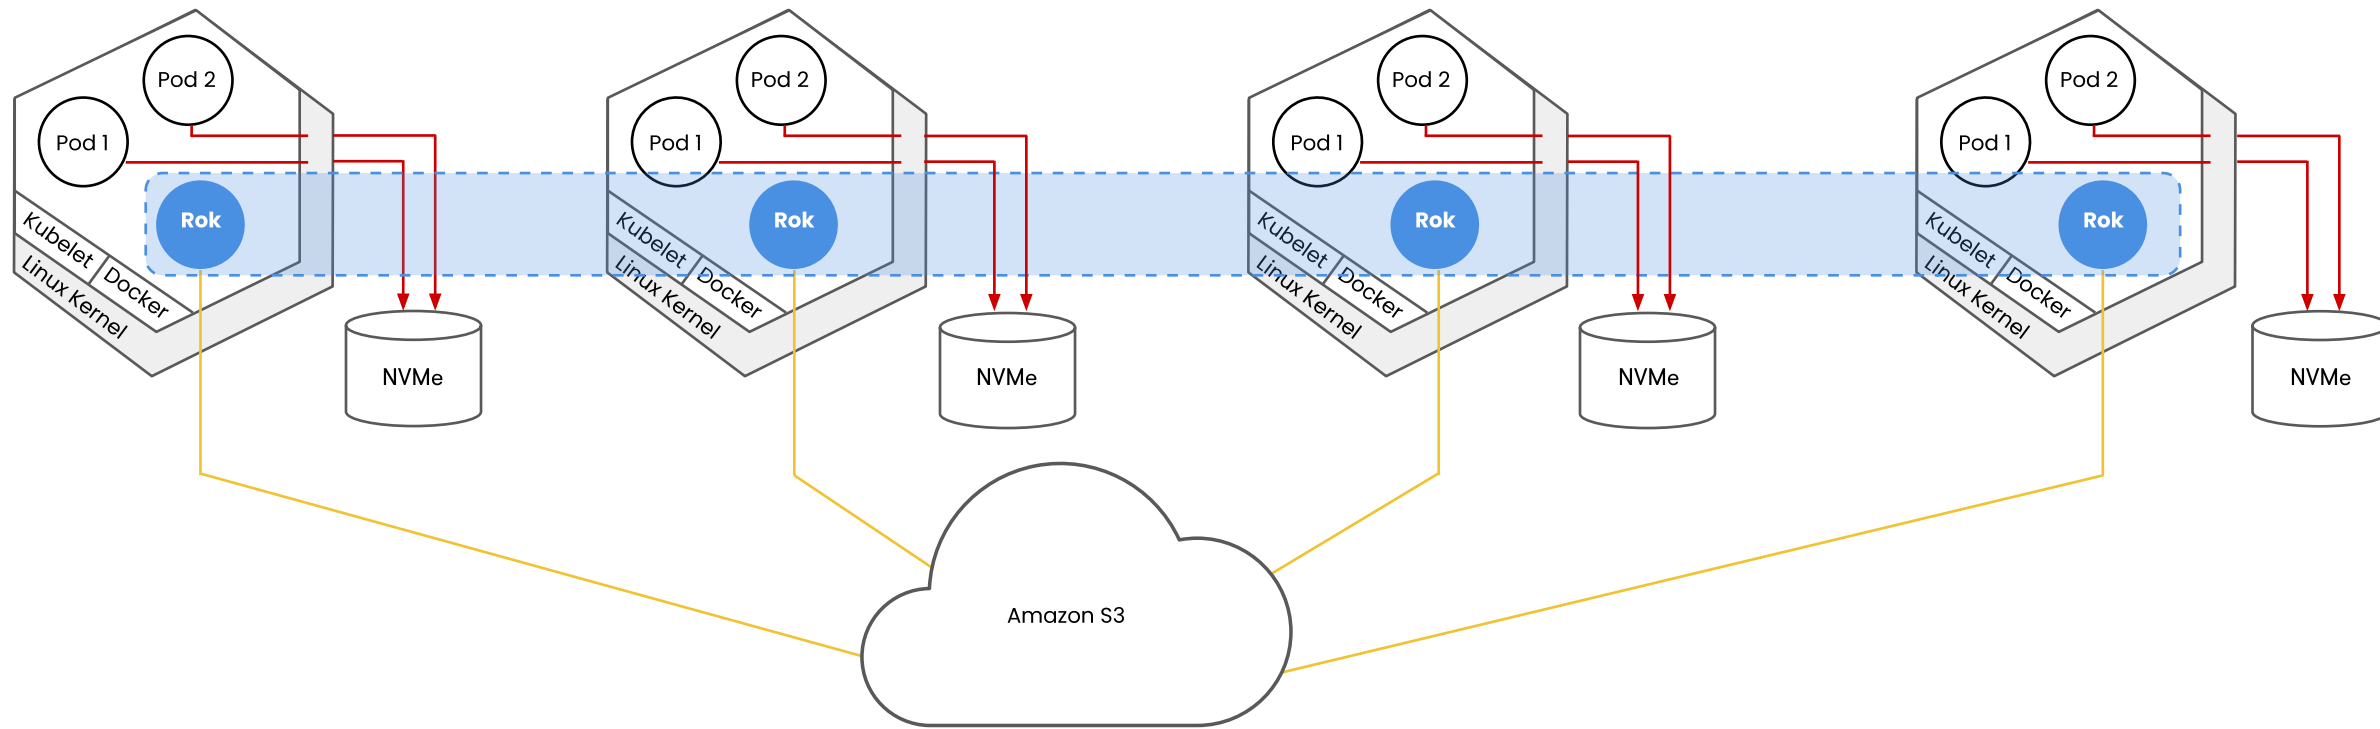 Pod 2
Pod 1
Rok
Kubelet
Docker
Linux Kernel
NVMe
Pod 2
Pod 1
Rok
Kubelet
Docker
Linux Kernel
NVMe
Pod 2
Pod 1
Rok
Kubelet
Docker
Linux Kernel
NVMe
Pod 2
Pod 1
Rok
Kubelet
Docker
Linux Kernel
NVMe
Amazon S3